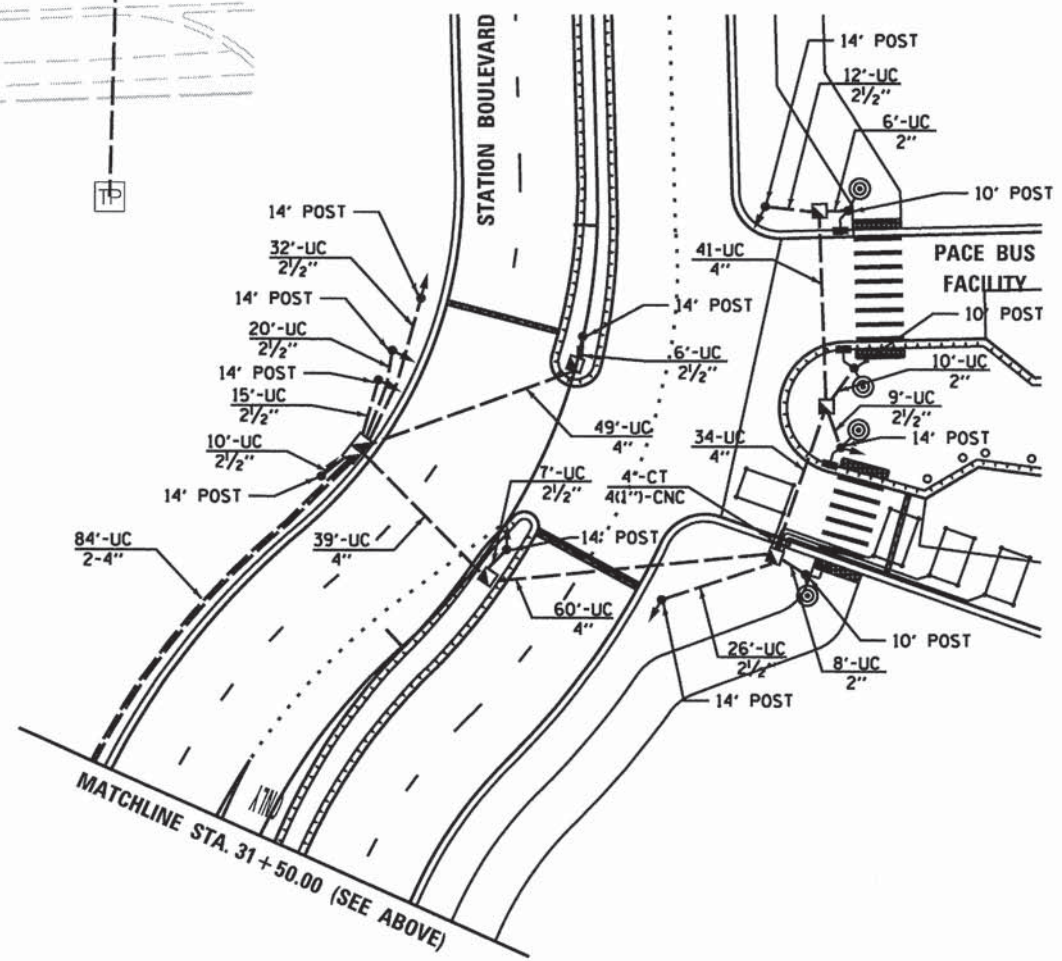 STATION BOULEVARD
14' POST
12'-UC
2½"
6'-UC
2"
10' POST
TP
14' POST
32'-UC
2½"
14' POST
20'-UC
2½"
14' POST
15'-UC
2½"
10'-UC
2½"
14' POST
84'-UC
2-4"
41-UC
4"
PACE BUS
FACILITY
10' POST
14' POST
6'-UC
2½"
10'-UC
2"
9'-UC
2½"
14' POST
49'-UC
4"
34-UC
4"
7'-UC
2½"
4"-CT
4(1")-CNC
14' POST
39'-UC
4"
60'-UC
4"
26'-UC
2½"
8'-UC
2"
10' POST
14' POST
ONLY
MATCHLINE STA. 31+50.00 (SEE ABOVE)